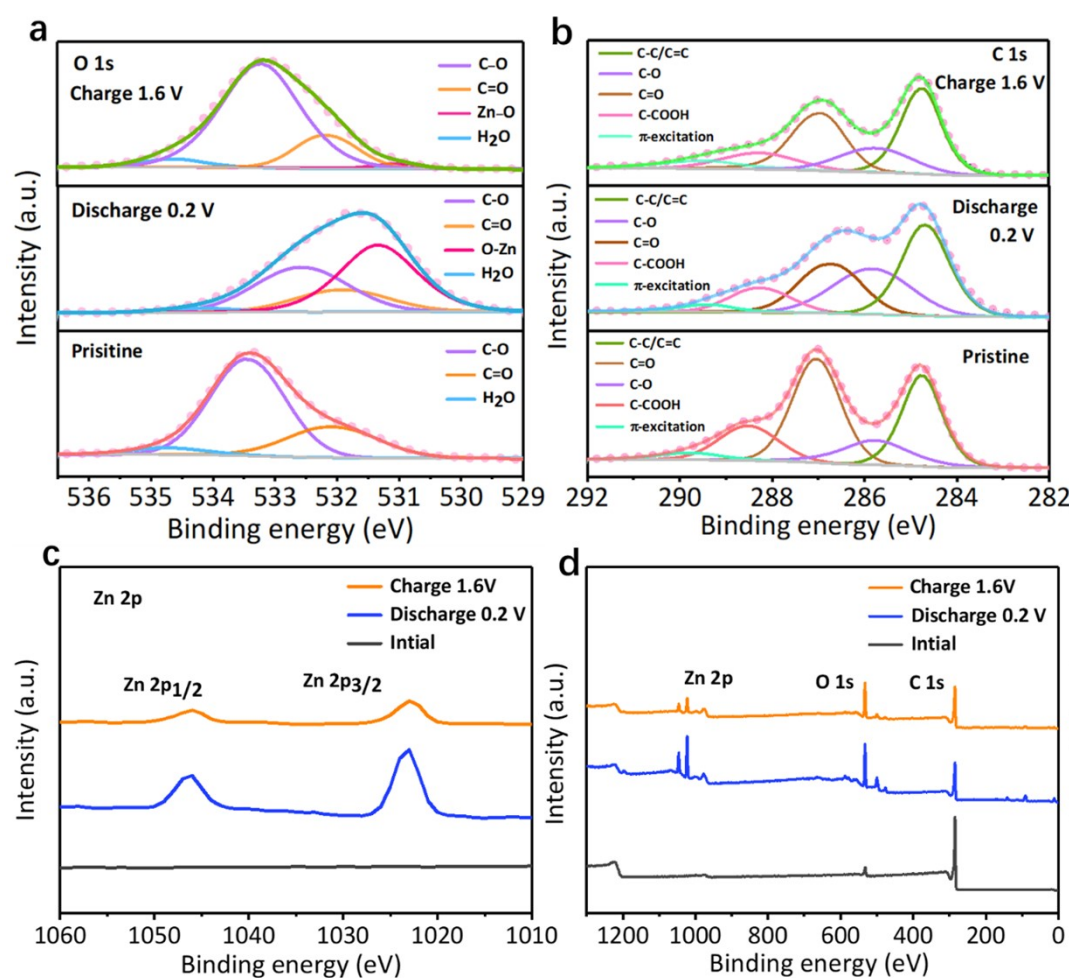 a
O 1s
Charge 1.6 V
C-O
C=O
Zn-O
H2O
Discharge 0.2 V
C-O
C=O
O-Zn
H2O
Prisitine
C-O
C=O
H2O
Intensity (a.u.)
536 535 534 533 532 531 530 529
Binding energy (eV)
b
C 1s
Charge 1.6 V
C-C/C=C
C-O
C=O
C-COOH
π-excitation
Discharge
0.2 V
C-C/C=C
C-O
C=O
C-COOH
π-excitation
Pristine
C-C/C=C
C=O
C-O
C-COOH
π-excitation
Intensity (a.u.)
292 290 288 286 284 282
Binding energy (eV)
c
Zn 2p
Charge 1.6V
Discharge 0.2 V
Intial
Zn 2p1/2
Zn 2p3/2
Intensity (a.u.)
1060 1050 1040 1030 1020 1010
Binding energy (eV)
d
Charge 1.6V
Discharge 0.2 V
Intial
Zn 2p
O 1s
C 1s
Intensity (a.u.)
1200 1000 800 600 400 200 0
Binding energy (eV)